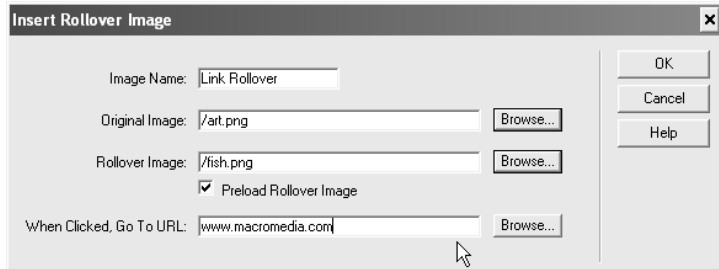 Insert Rollover Image
Image Name: Link Rollover
OK
Cancel
Original Image: /art.png Browse...
Help
Rollover Image: /fish.png Browse...
Preload Rollover Image
When Clicked, Go To URL: www.macromedia.com Browse...